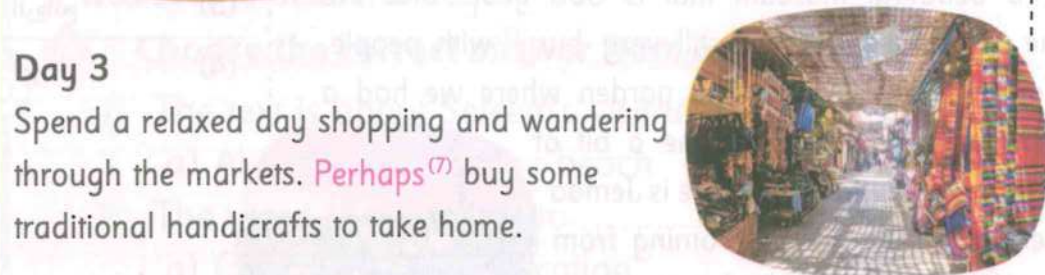 Day 3
Spend a relaxed day shopping and wandering
through the markets. Perhaps⁽⁷⁾ buy some
traditional handicrafts to take home.